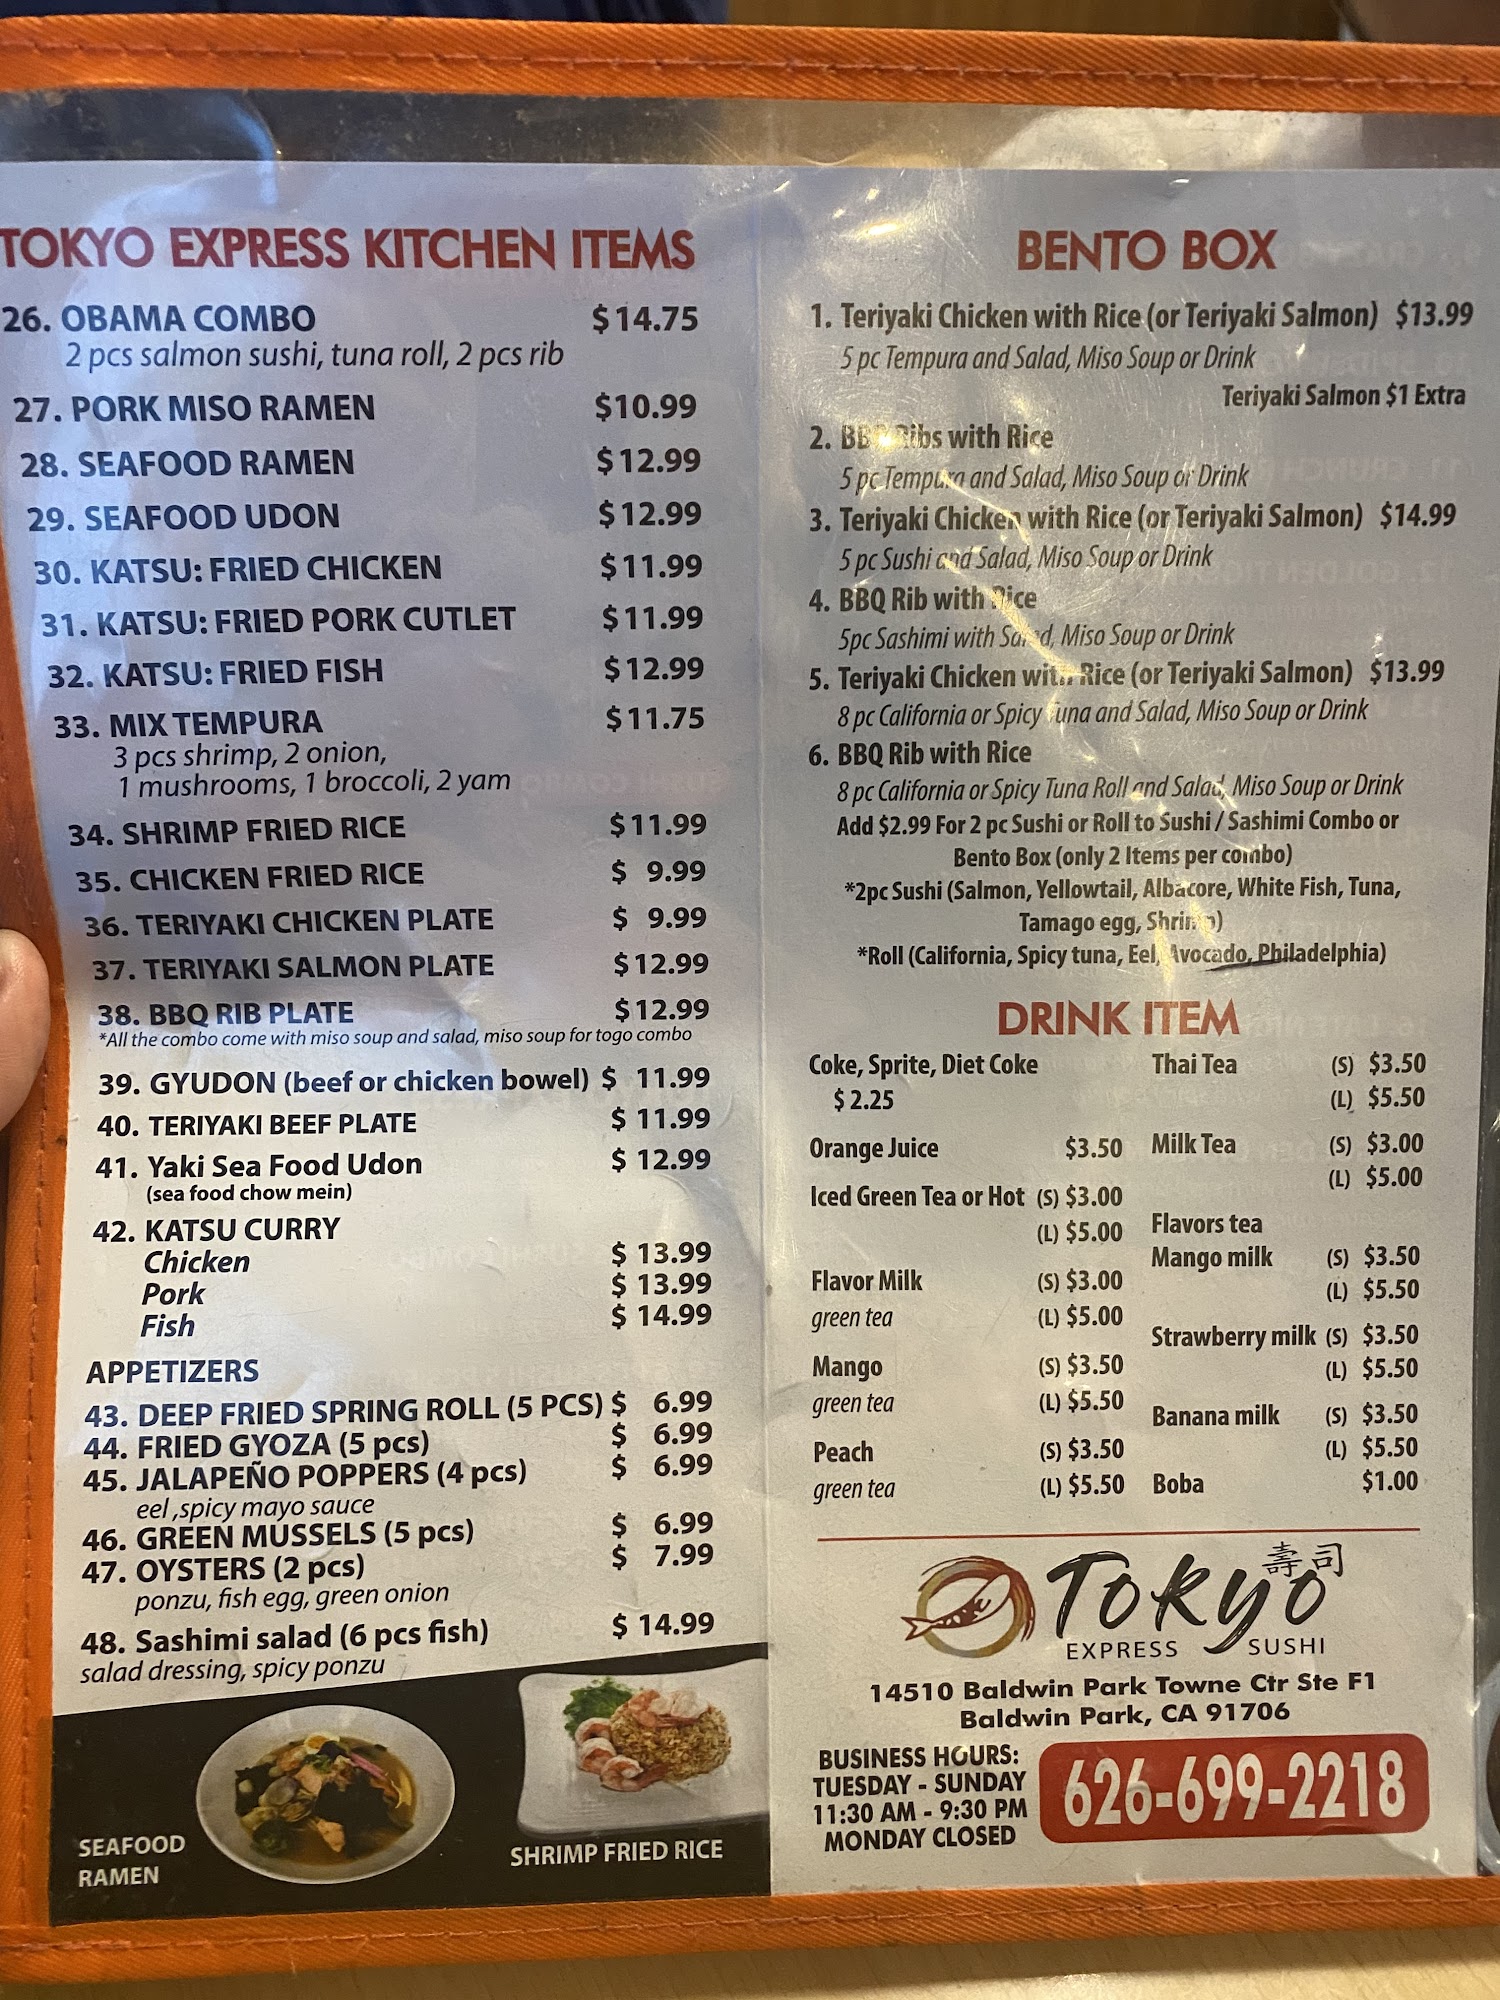 TOKYO EXPRESS KITCHEN ITEMS
26. OBAMA COMBO $14.75
2 pcs salmon sushi, tuna roll, 2 pcs rib
27. PORK MISO RAMEN $10.99
28. SEAFOOD RAMEN $12.99
29. SEAFOOD UDON $12.99
30. KATSU: FRIED CHICKEN $11.99
31. KATSU: FRIED PORK CUTLET $11.99
32. KATSU: FRIED FISH $12.99
33. MIX TEMPURA $11.75
3 pcs shrimp, 2 onion,
1 mushrooms, 1 broccoli, 2 yam
34. SHRIMP FRIED RICE $11.99
35. CHICKEN FRIED RICE $ 9.99
36. TERIYAKI CHICKEN PLATE $ 9.99
37. TERIYAKI SALMON PLATE $12.99
38. BBQ RIB PLATE $12.99
*All the combo come with miso soup and salad, miso soup for togo combo
39. GYUDON (beef or chicken bowel) $ 11.99
40. TERIYAKI BEEF PLATE $ 11.99
41. Yaki Sea Food Udon $ 12.99
(sea food chow mein)
42. KATSU CURRY
Chicken $ 13.99
Pork $ 13.99
Fish $ 14.99
APPETIZERS
43. DEEP FRIED SPRING ROLL (5 PCS) $ 6.99
44. FRIED GYOZA (5 pcs) $ 6.99
45. JALAPEÑO POPPERS (4 pcs) $ 6.99
eel ,spicy mayo sauce
46. GREEN MUSSELS (5 pcs) $ 6.99
47. OYSTERS (2 pcs) $ 7.99
ponzu, fish egg, green onion
48. Sashimi salad (6 pcs fish) $ 14.99
salad dressing, spicy ponzu
SEAFOOD
RAMEN
SHRIMP FRIED RICE
BENTO BOX
1. Teriyaki Chicken with Rice (or Teriyaki Salmon) $13.99
5 pc Tempura and Salad, Miso Soup or Drink
Teriyaki Salmon $1 Extra
2. BBQ Ribs with Rice
5 pc Tempura and Salad, Miso Soup or Drink
3. Teriyaki Chicken with Rice (or Teriyaki Salmon) $14.99
5 pc Sushi and Salad, Miso Soup or Drink
4. BBQ Rib with Rice
5pc Sashimi with Salad, Miso Soup or Drink
5. Teriyaki Chicken with Rice (or Teriyaki Salmon) $13.99
8 pc California or Spicy Tuna and Salad, Miso Soup or Drink
6. BBQ Rib with Rice
8 pc California or Spicy Tuna Roll and Salad, Miso Soup or Drink
Add $2.99 For 2 pc Sushi or Roll to Sushi / Sashimi Combo or
Bento Box (only 2 Items per combo)
*2pc Sushi (Salmon, Yellowtail, Albacore, White Fish, Tuna,
Tamago egg, Shrimp)
*Roll (California, Spicy tuna, Eel, Avocado, Philadelphia)
DRINK ITEM
Coke, Sprite, Diet Coke
$ 2.25
Orange Juice $3.50
Iced Green Tea or Hot (S) $3.00
(L) $5.00
Flavor Milk (S) $3.00
green tea (L) $5.00
Mango (S) $3.50
green tea (L) $5.50
Peach (S) $3.50
green tea (L) $5.50
Thai Tea (S) $3.50
(L) $5.50
Milk Tea (S) $3.00
(L) $5.00
Flavors tea
Mango milk (S) $3.50
(L) $5.50
Strawberry milk (S) $3.50
(L) $5.50
Banana milk (S) $3.50
(L) $5.50
Boba $1.00
壽司
TOKYO
EXPRESS SUSHI
14510 Baldwin Park Towne Ctr Ste F1
Baldwin Park, CA 91706
BUSINESS HOURS:
TUESDAY - SUNDAY
11:30 AM - 9:30 PM
MONDAY CLOSED
626-699-2218